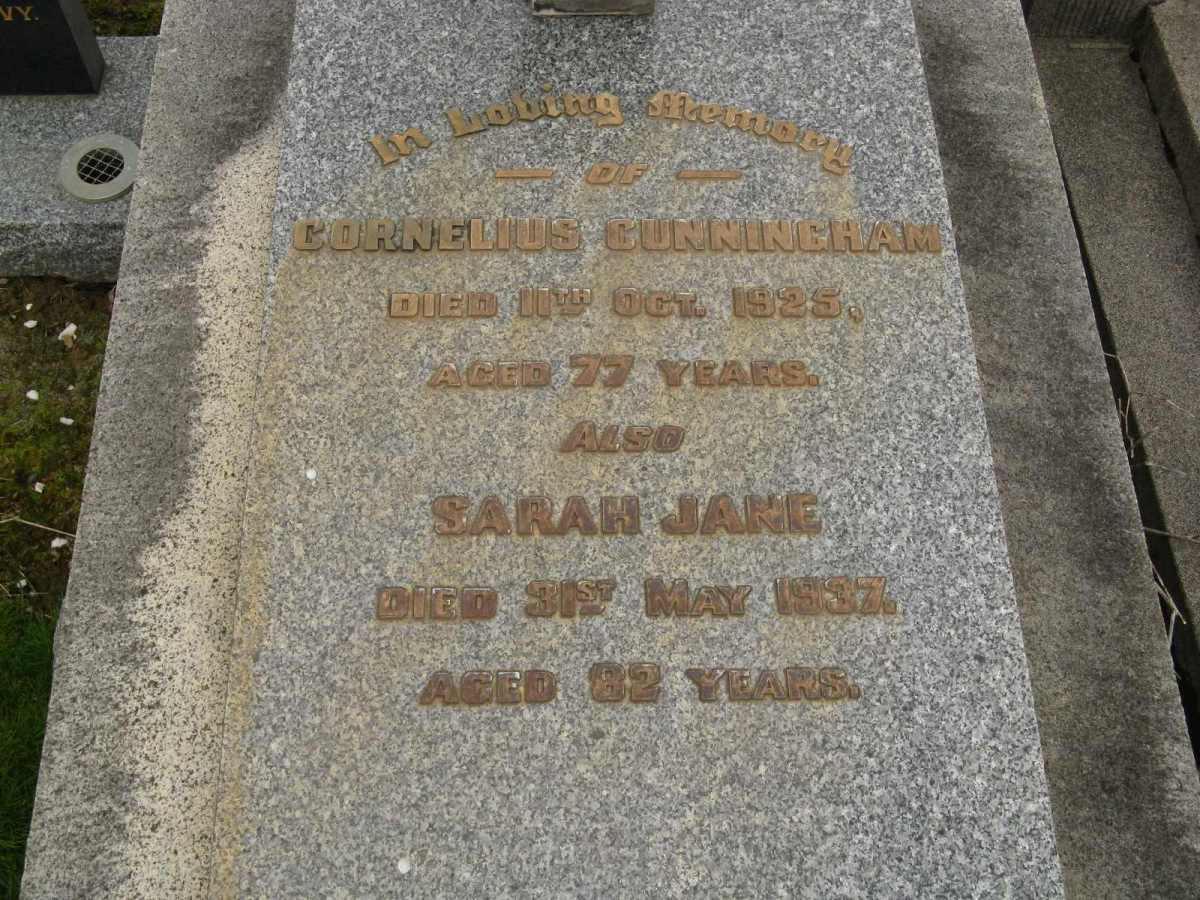 In Loving Memory
— OF —
CORNELIUS CUNNINGHAM
DIED 11TH OCT. 1925,
AGED 77 YEARS.
ALSO
SARAH JANE
DIED 31ST MAY 1937.
AGED 82 YEARS.